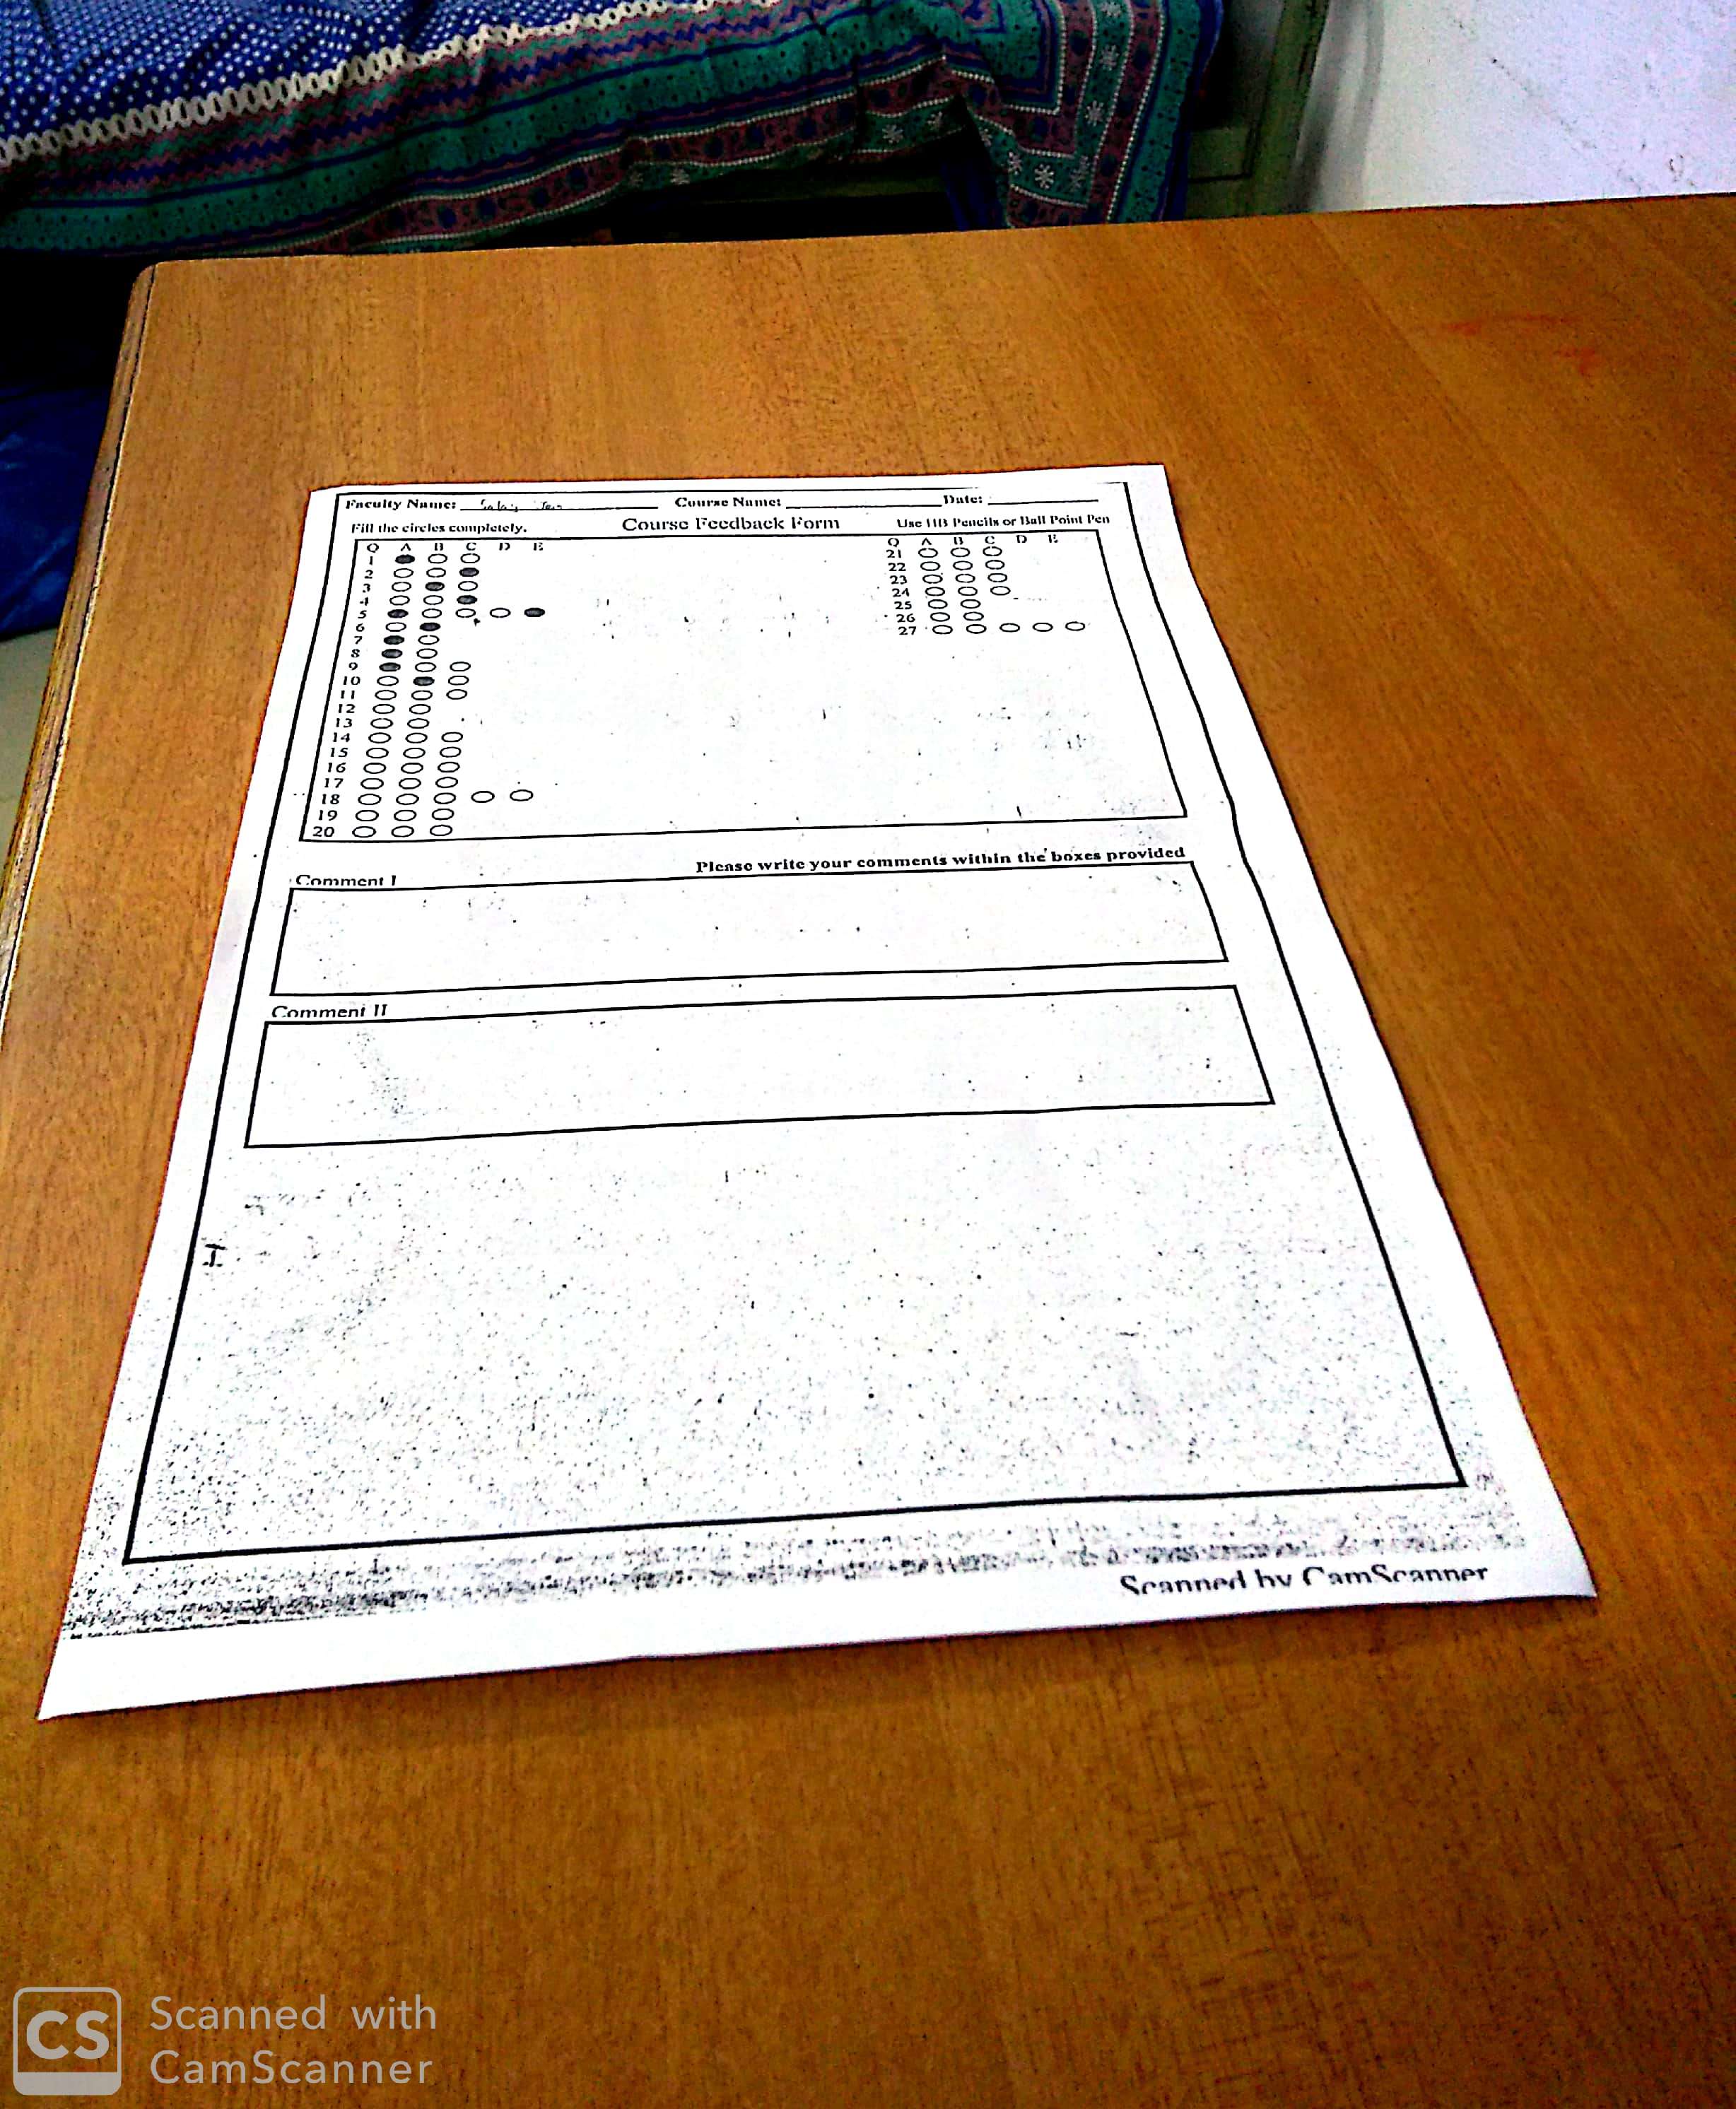 Faculty Name: Course Name: Date:
Fill the circles completely. Course Feedback Form Use HB Pencils or Ball Point Pen
Q A B C D E Q A B C D E
1 21
2 22
3 23
4 24
5 25
6 26
7 27
8
9
10
11
12
13
14
15
16
17
18
19
20
Please write your comments within the boxes provided
Comment I
Comment II
I
Scanned by CamScanner
CS Scanned with
CamScanner